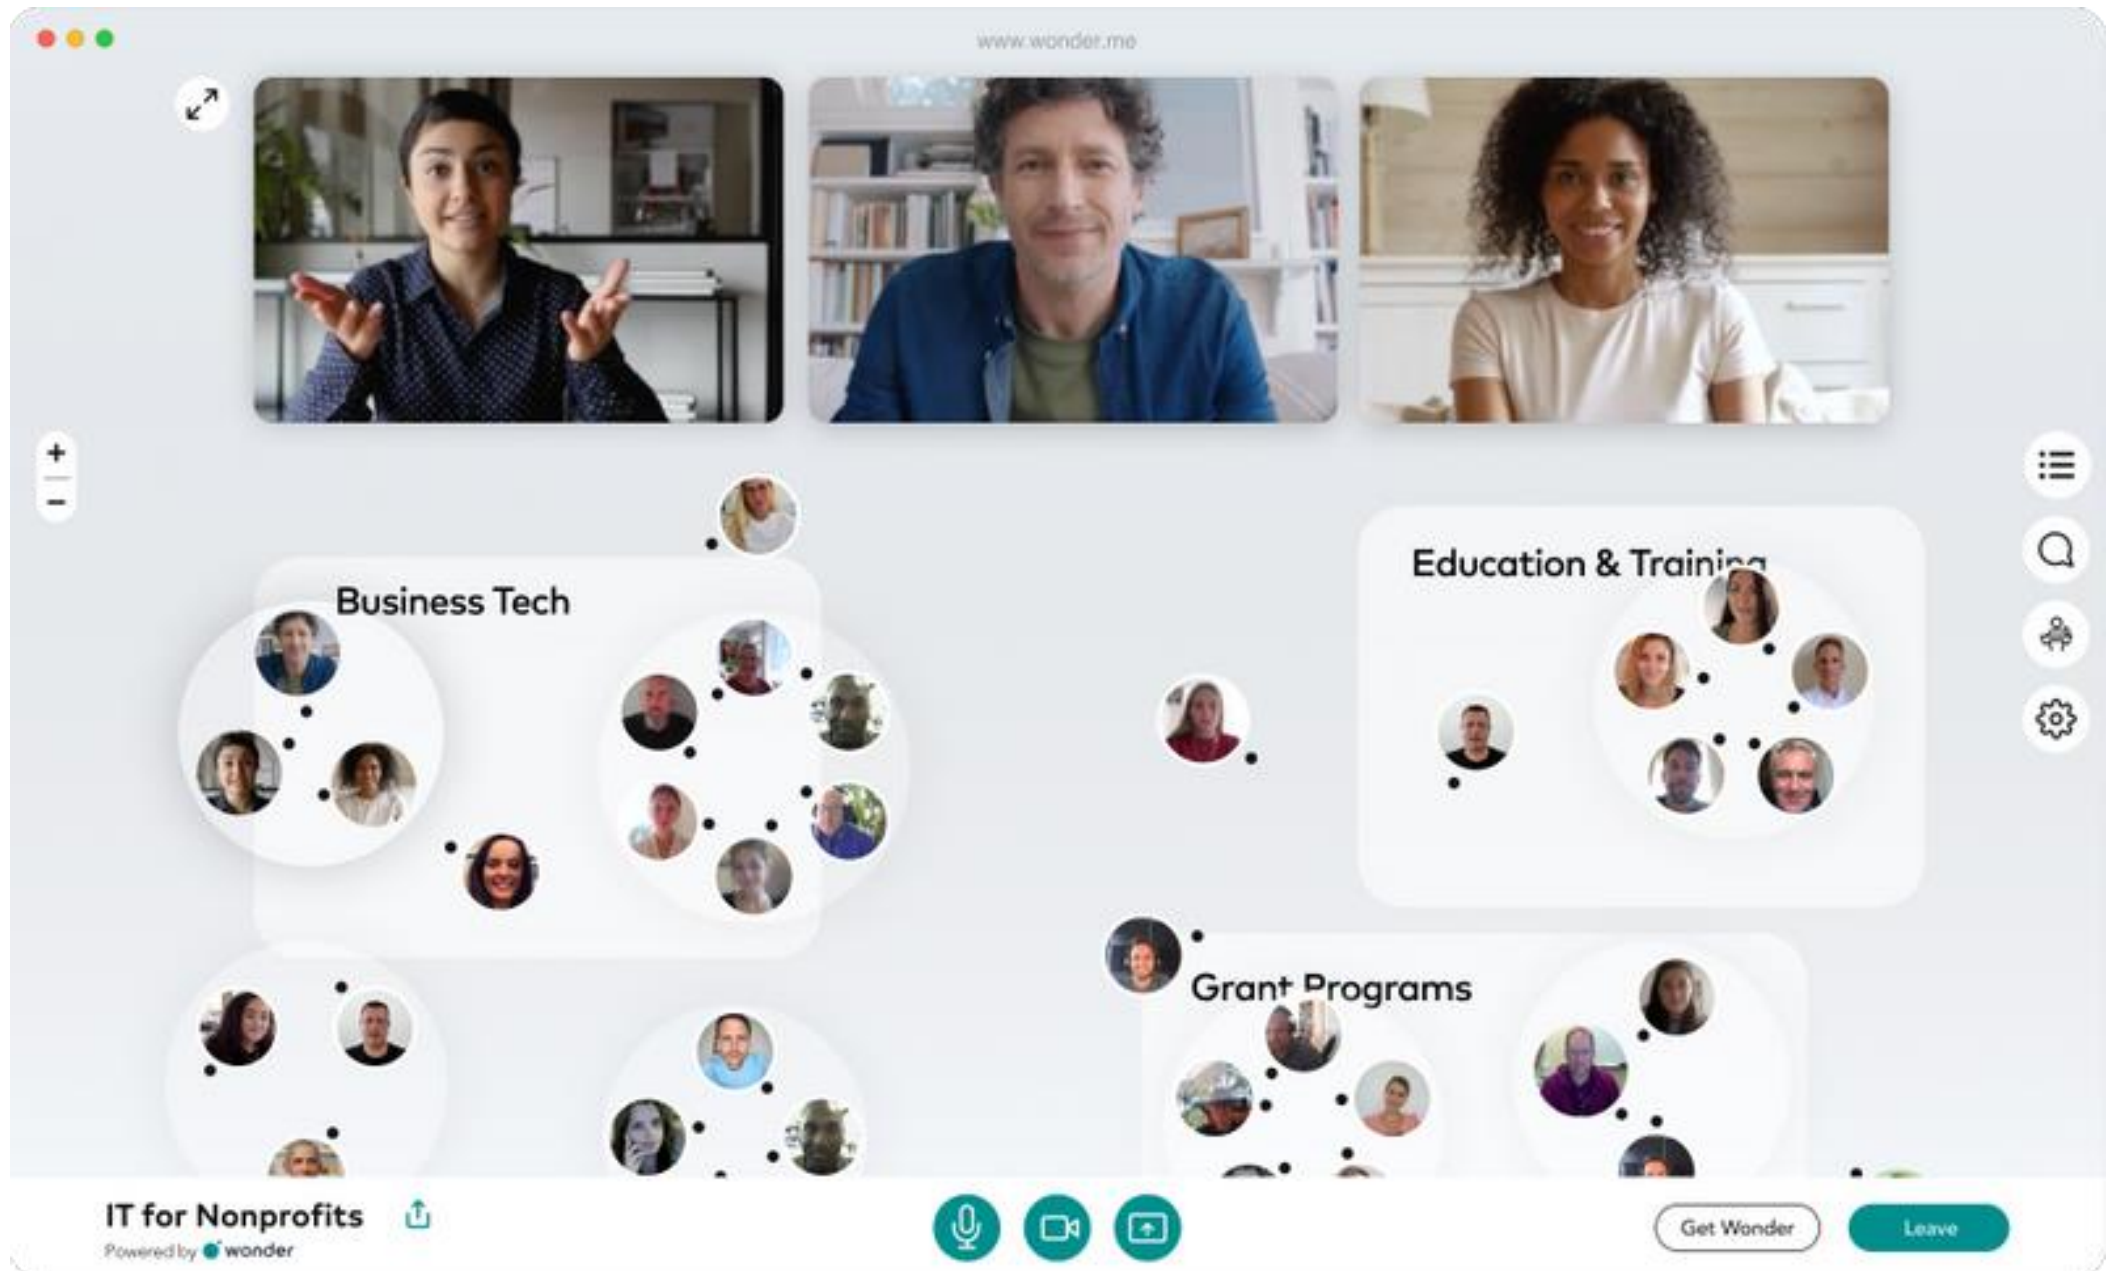 www.wonder.me
Business Tech
Education & Training
Grant Programs
IT for Nonprofits
Powered by wonder
Get Wonder
Leave